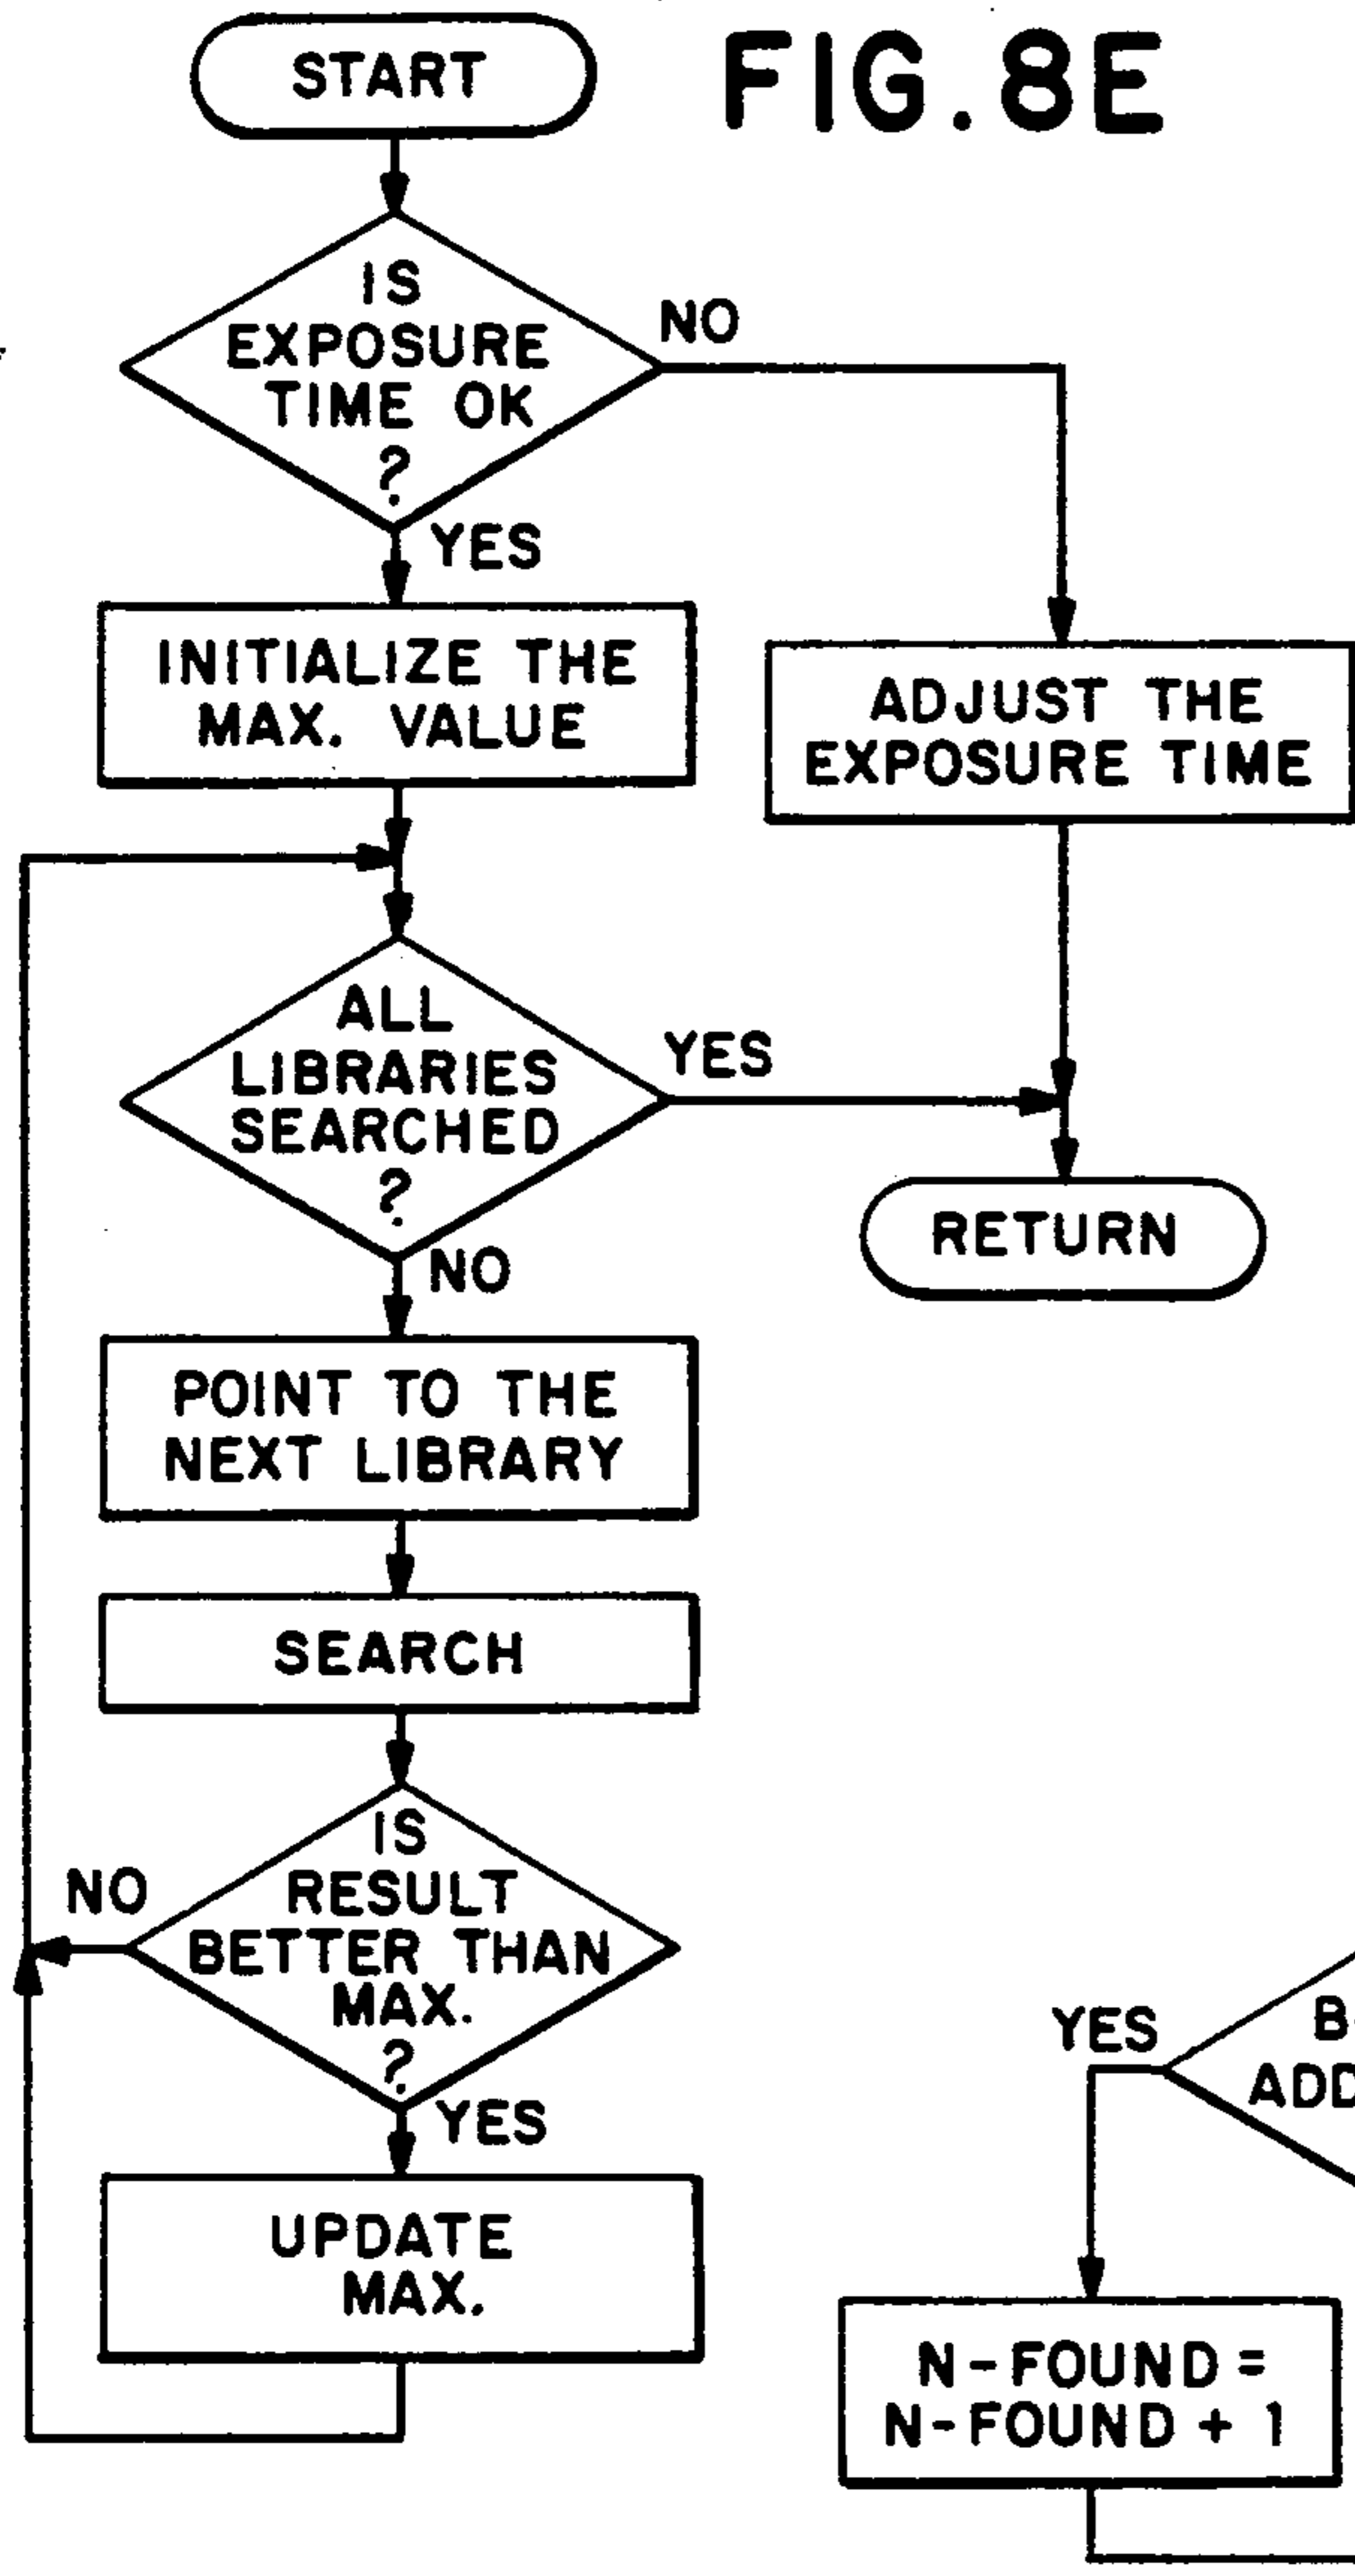 START
FIG. 8E
IS
EXPOSURE
TIME OK
?
NO
YES
INITIALIZE THE
MAX. VALUE
ADJUST THE
EXPOSURE TIME
ALL
LIBRARIES
SEARCHED
?
YES
NO
RETURN
POINT TO THE
NEXT LIBRARY
SEARCH
IS
RESULT
BETTER THAN
MAX.
?
NO
YES
UPDATE
MAX.
YES
N-FOUND =
N-FOUND + 1